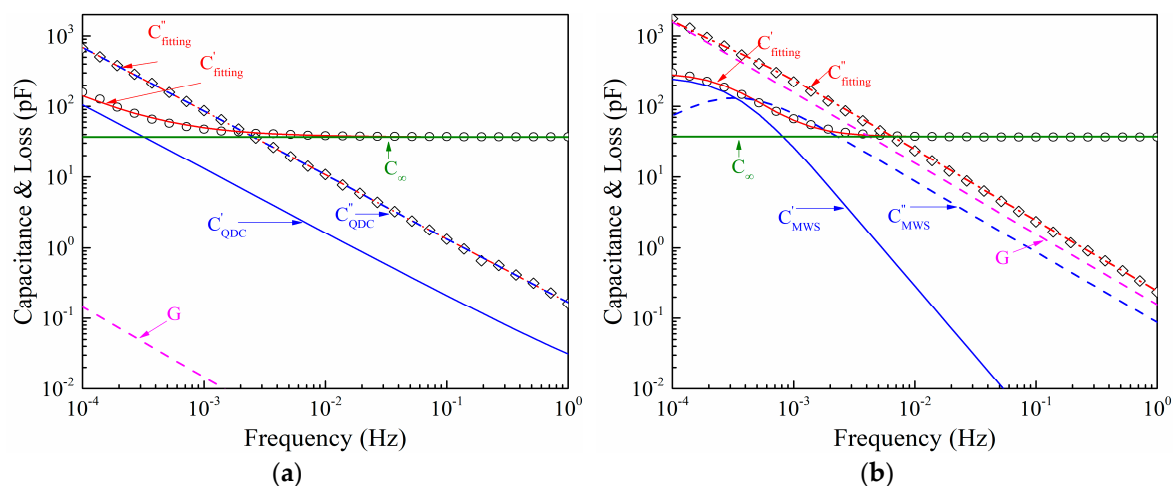 Capacitance & Loss (pF)
10³
10²
10¹
10⁰
10⁻¹
10⁻²
C''fitting
C'fitting
C∞
C'QDC
C''QDC
G
10⁻⁴ 10⁻³ 10⁻² 10⁻¹ 10⁰
Frequency (Hz)
(a)
Capacitance & Loss (pF)
10³
10²
10¹
10⁰
10⁻¹
10⁻²
C'fitting
C''fitting
C∞
C'MWS
C''MWS
G
10⁻⁴ 10⁻³ 10⁻² 10⁻¹ 10⁰
Frequency (Hz)
(b)